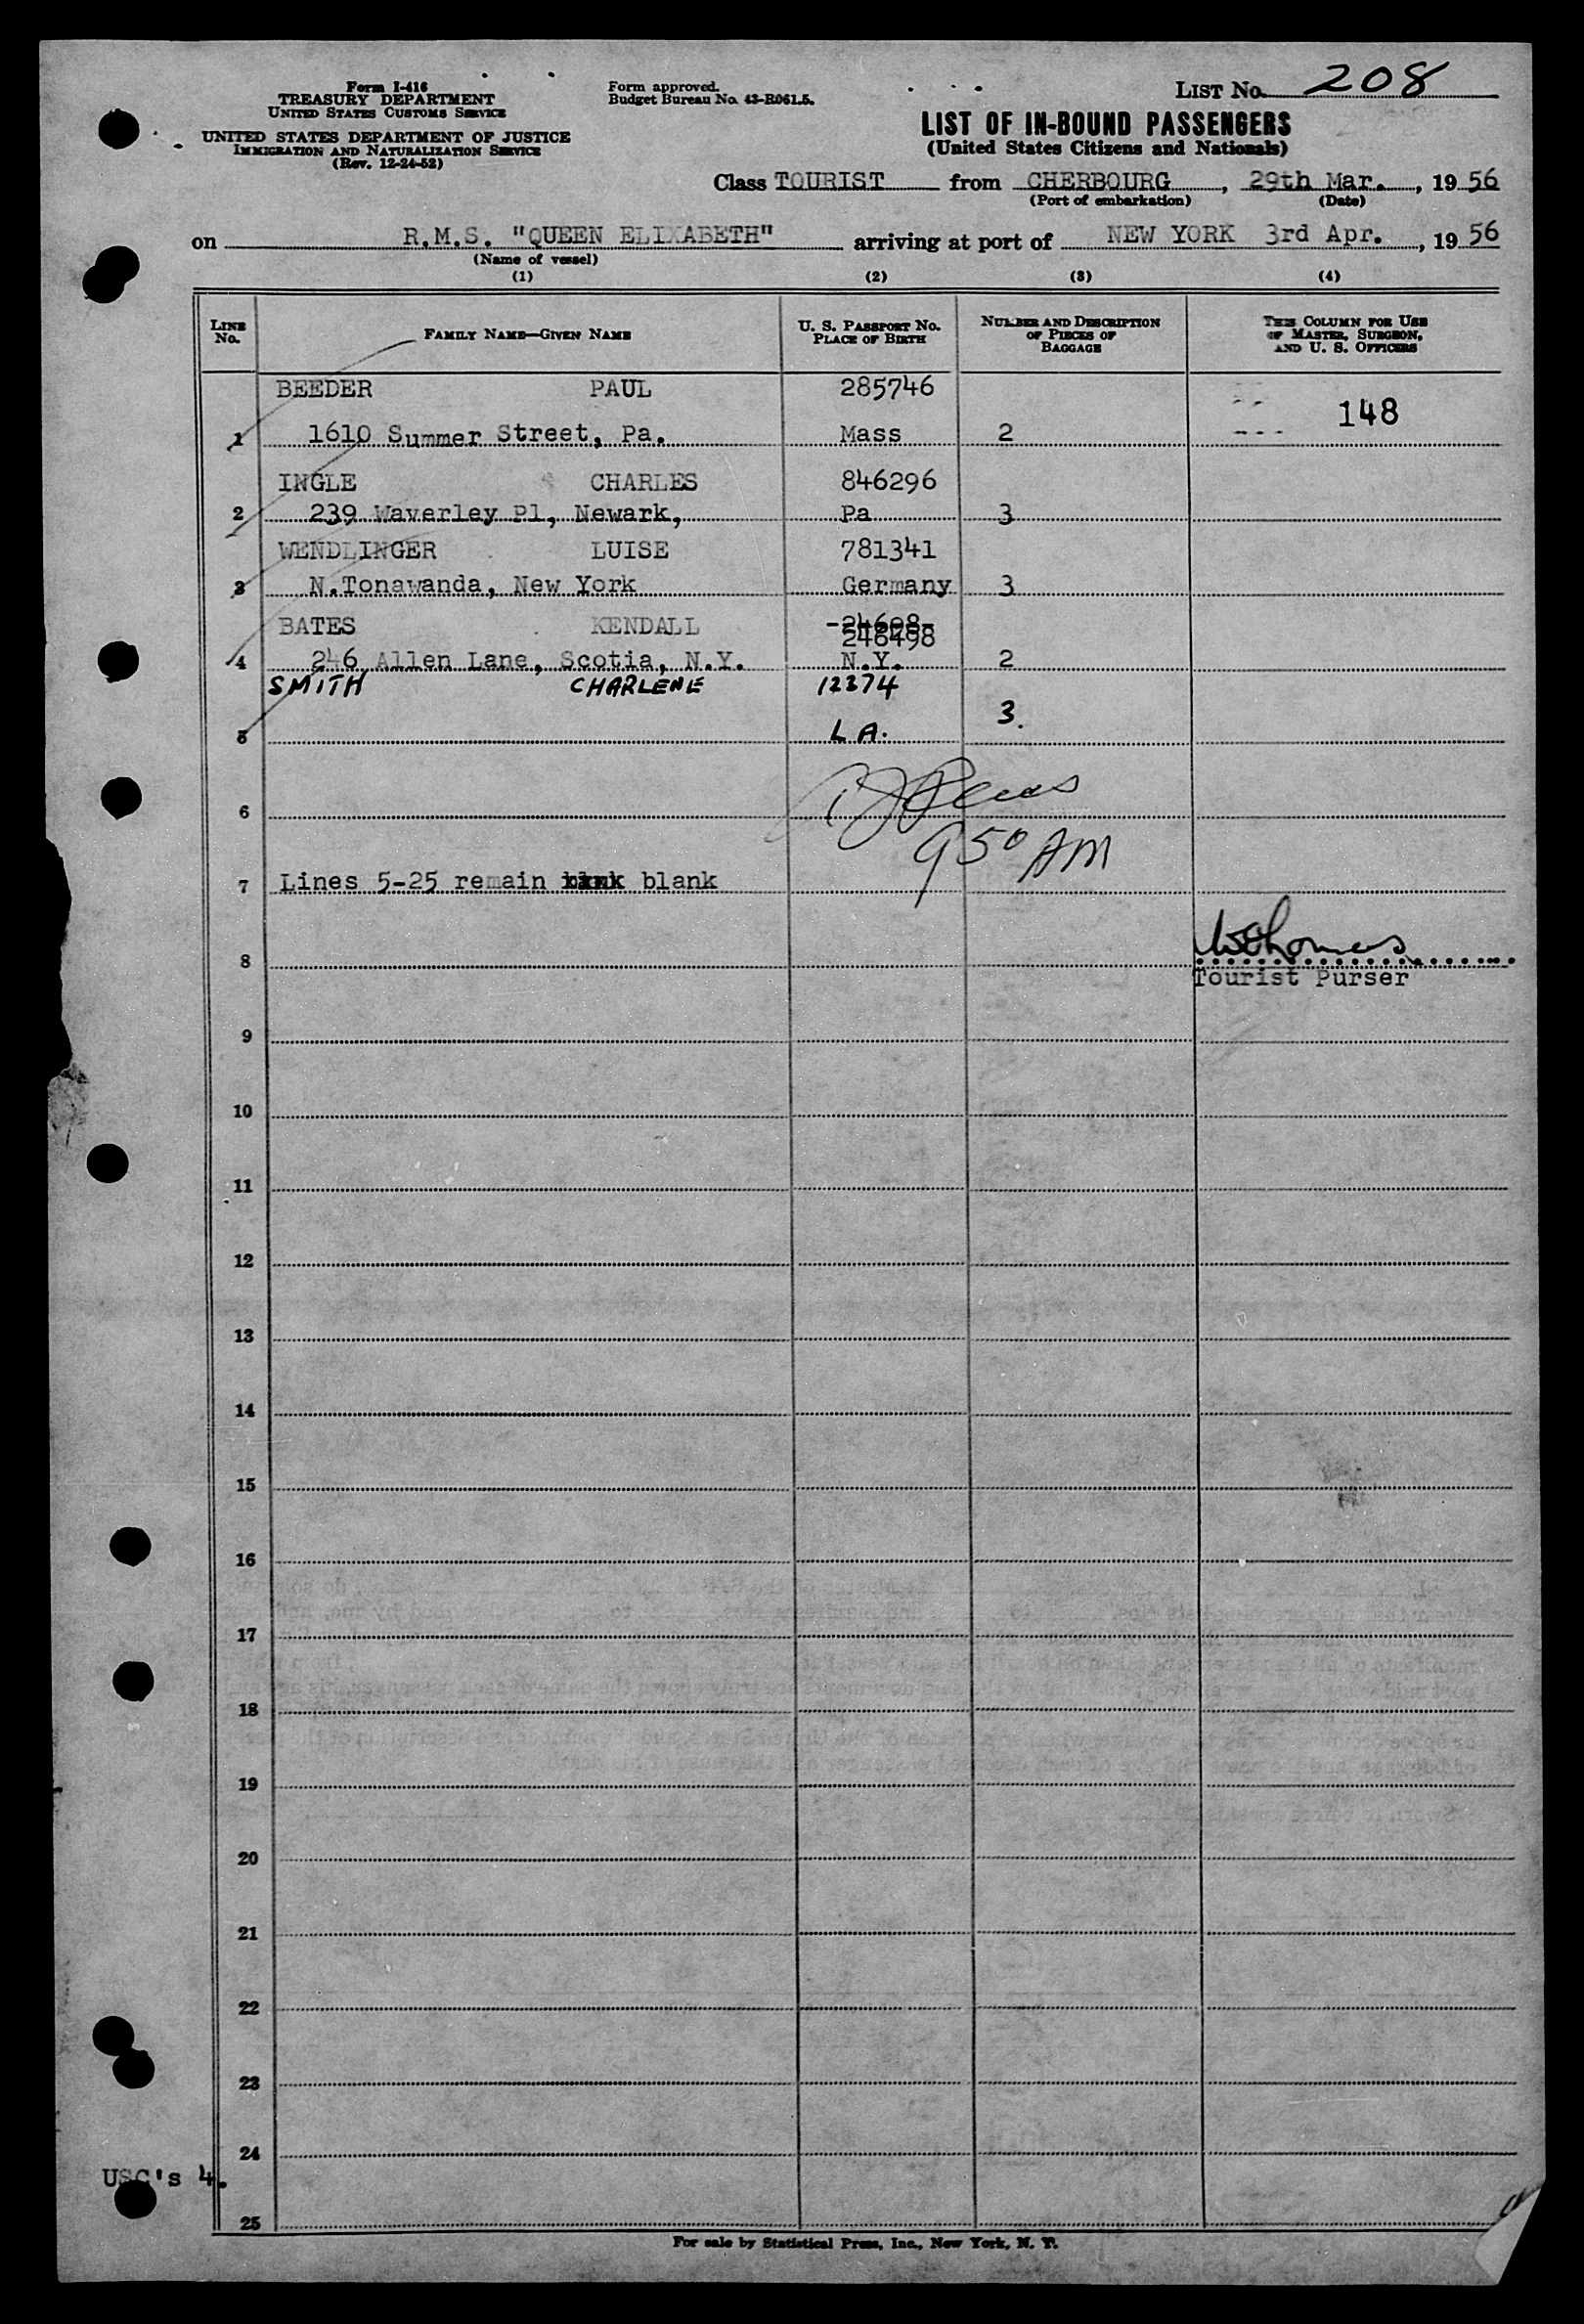 Form I-416
TREASURY DEPARTMENT
UNITED STATES CUSTOMS SERVICE
UNITED STATES DEPARTMENT OF JUSTICE
IMMIGRATION AND NATURALIZATION SERVICE
(Rev. 12-24-52)
Form approved.
Budget Bureau No. 43-R061.5.
LIST No. 208
LIST OF IN-BOUND PASSENGERS
(United States Citizens and Nationals)
Class TOURIST from CHERBOURG, 29th Mar., 19 56
(Port of embarkation) (Date)
on R.M.S. "QUEEN ELIXABETH" arriving at port of NEW YORK 3rd Apr., 19 56
(Name of vessel)
(1) (2) (3) (4)
LINE No. FAMILY NAME—GIVEN NAME U. S. PASSPORT No. PLACE OF BIRTH NUMBER AND DESCRIPTION OF PIECES OF BAGGAGE THIS COLUMN FOR USE OF MASTER, SURGEON, AND U. S. OFFICERS
BEEDER PAUL 285746
148
1 1610 Summer Street, Pa. Mass 2
INGLE CHARLES 846296
2 239 Waverley Pl, Newark, Pa 3
WENDLINGER LUISE 781341
3 N.Tonawanda, New York Germany 3
BATES KENDALL -24698-
246498
4 246 Allen Lane, Scotia, N.Y. N.Y. 2
SMITH CHARLENE 12374
5 L.A. 3.
6
9 50 AM
7 Lines 5-25 remain blank
8
Tourist Purser
9
10
11
12
13
14
15
16
17
18
19
20
21
22
23
24
USC's 4.
25
For sale by Statistical Press, Inc., New York, N. Y.